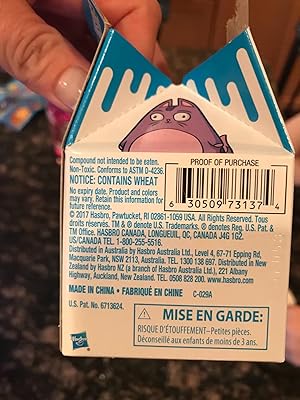 Compound not intended to be eaten.
Non-Toxic. Conforms to ASTM D-4236.
NOTICE: CONTAINS WHEAT
No expiry date. Product and colors
may vary. Retain this information for
future reference.
PROOF OF PURCHASE
6 30509 73137 4
© 2017 Hasbro, Pawtucket, RI 02861-1059 USA. All Rights Reserved. Tous
droits réservés. TM & ® denote U.S. Trademarks. ® denotes Reg. U.S. Pat. &
TM Office. HASBRO CANADA, LONGUEUIL, QC, CANADA J4G 1G2.
US/CANADA TEL. 1-800-255-5516.
Distributed in Australia by Hasbro Australia Ltd., Level 4, 67-71 Epping Rd,
Macquarie Park, NSW 2113, Australia. TEL. 1300 138 697. Distributed in New
Zealand by Hasbro NZ (a branch of Hasbro Australia Ltd.), 221 Albany
Highway, Auckland, New Zealand. TEL. 0508 828 200. www.hasbro.com
MADE IN CHINA • FABRIQUÉ EN CHINE C-029A
U.S. Pat. No. 6713624.
Hasbro
MISE EN GARDE:
RISQUE D'ÉTOUFFEMENT–Petites pièces.
Déconseillé aux enfants de moins de 3 ans.